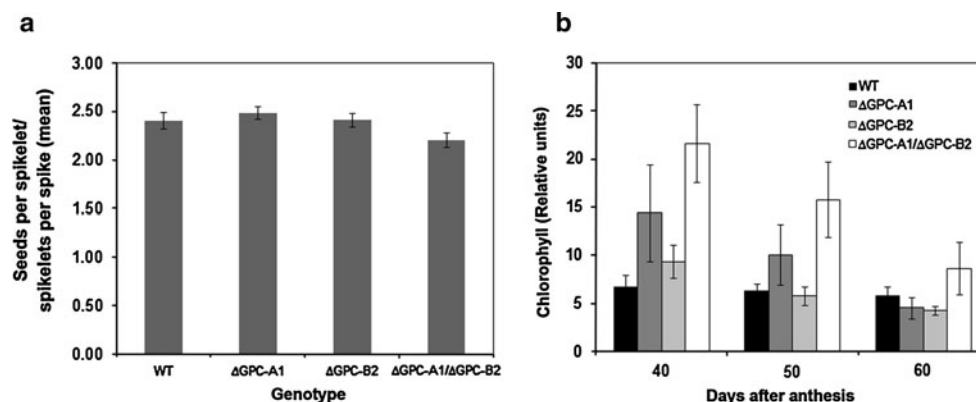 a
Seeds per spikelet/
spikelets per spike (mean)
3.00
2.50
2.00
1.50
1.00
0.50
0.00
WT
ΔGPC-A1
ΔGPC-B2
ΔGPC-A1/ΔGPC-B2
Genotype
b
Chlorophyll (Relative units)
30
25
20
15
10
5
0
WT
ΔGPC-A1
ΔGPC-B2
ΔGPC-A1/ΔGPC-B2
40
50
60
Days after anthesis